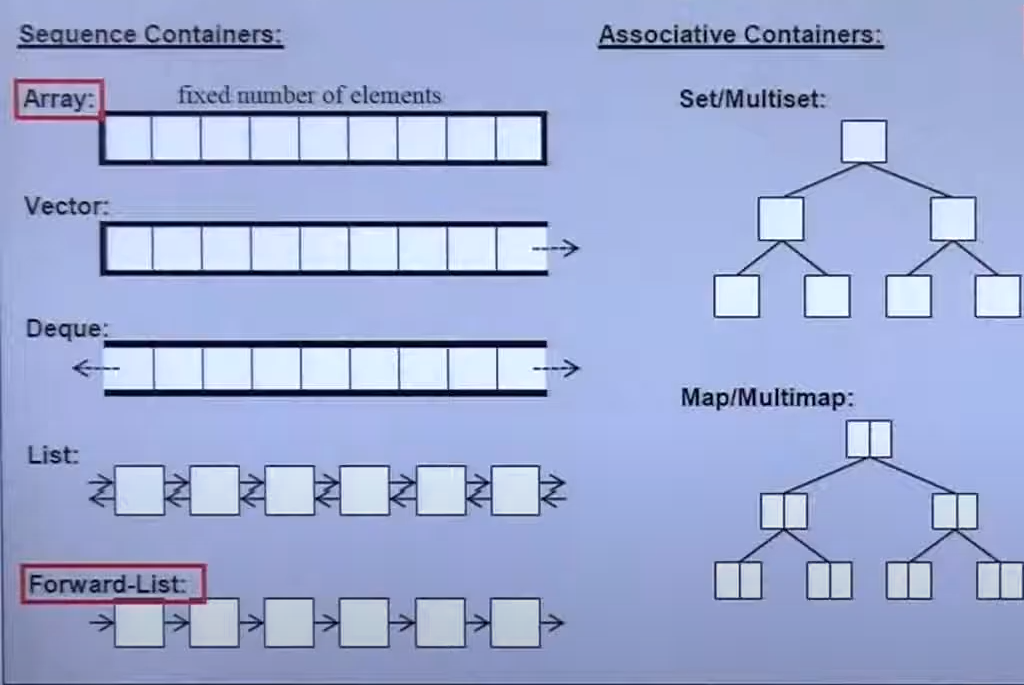 Sequence Containers:
Array:
fixed number of elements
Vector:
Deque:
List:
Forward-List:
Associative Containers:
Set/Multiset:
Map/Multimap: